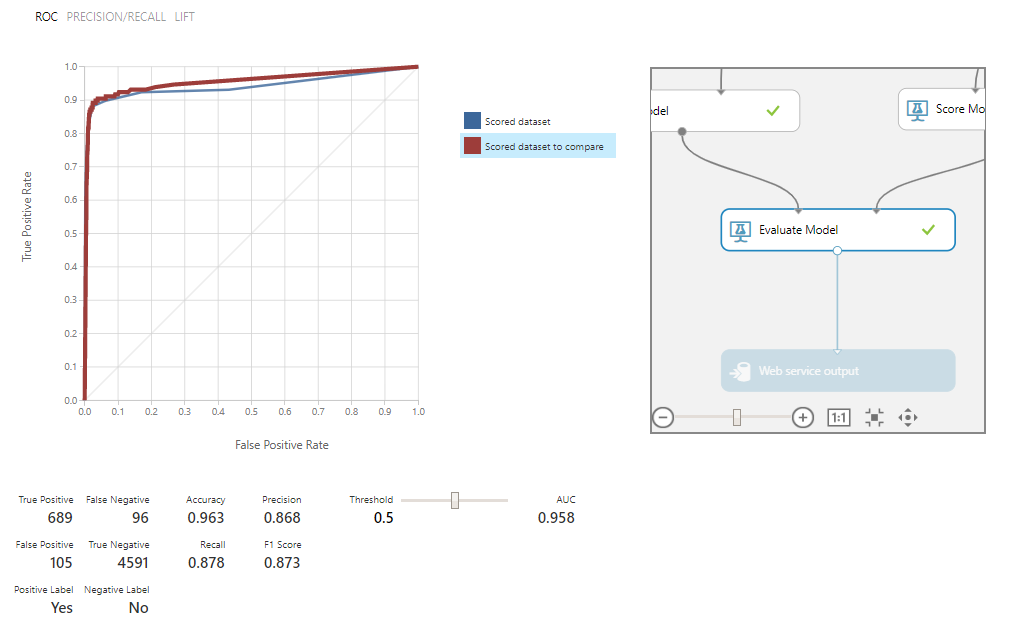 ROC PRECISION/RECALL LIFT
1.0
0.9
0.8
0.7
0.6
0.5
0.4
0.3
0.2
0.1
0.0
True Positive Rate
0.0 0.1 0.2 0.3 0.4 0.5 0.6 0.7 0.8 0.9 1.0
False Positive Rate
Scored dataset
Scored dataset to compare
odel
Score Mo
Evaluate Model
Web service output
1:1
True Positive False Negative Accuracy Precision Threshold AUC
689 96 0.963 0.868 0.5 0.958
False Positive True Negative Recall F1 Score
105 4591 0.878 0.873
Positive Label Negative Label
Yes No